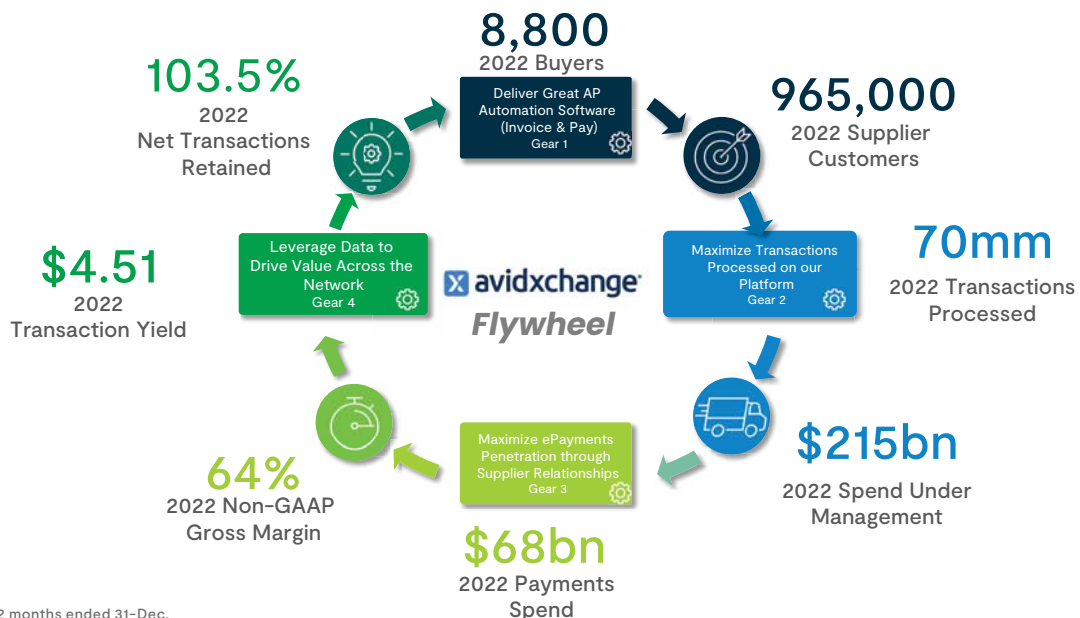 8,800
2022 Buyers
Deliver Great AP
Automation Software
(Invoice & Pay)
Gear 1
965,000
2022 Supplier
Customers
Maximize Transactions
Processed on our
Platform
Gear 2
70mm
2022 Transactions
Processed
$215bn
2022 Spend Under
Management
Maximize ePayments
Penetration through
Supplier Relationships
Gear 3
$68bn
2022 Payments
Spend
64%
2022 Non-GAAP
Gross Margin
Leverage Data to
Drive Value Across the
Network
Gear 4
$4.51
2022
Transaction Yield
103.5%
2022
Net Transactions
Retained
avidxchange
Flywheel
2 months ended 31-Dec.